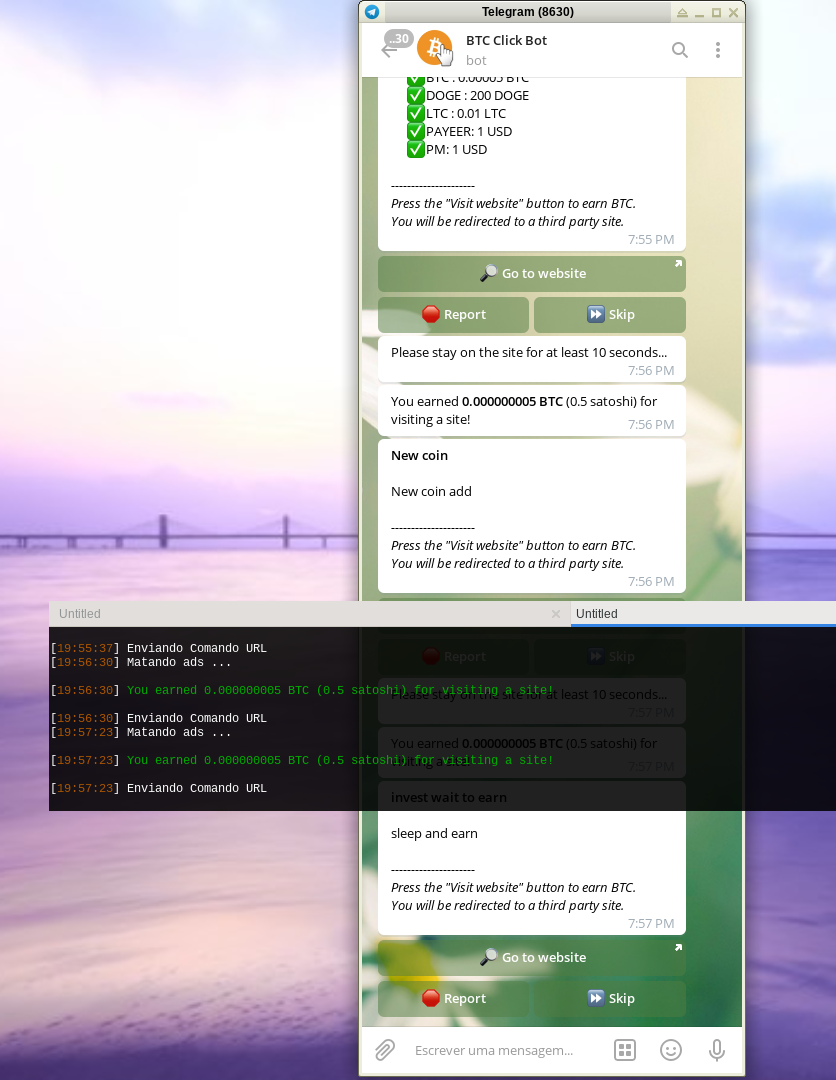 Telegram (8630)
..30
BTC Click Bot
bot
BTC : 0.00005 BTC
DOGE : 200 DOGE
LTC : 0.01 LTC
PAYEER: 1 USD
PM: 1 USD
---------------------
Press the "Visit website" button to earn BTC.
You will be redirected to a third party site.
7:55 PM
Go to website
Report
Skip
Please stay on the site for at least 10 seconds...
7:56 PM
You earned 0.000000005 BTC (0.5 satoshi) for
visiting a site!
7:56 PM
New coin
New coin add
---------------------
Press the "Visit website" button to earn BTC.
You will be redirected to a third party site.
7:56 PM
Untitled
Untitled
[19:55:37] Enviando Comando URL
[19:56:30] Matando ads ...
[19:56:30] You earned 0.000000005 BTC (0.5 satoshi) for visiting a site!
[19:56:30] Enviando Comando URL
[19:57:23] Matando ads ...
[19:57:23] You earned 0.000000005 BTC (0.5 satoshi) for visiting a site!
[19:57:23] Enviando Comando URL
Report
Skip
Please stay on the site for at least 10 seconds...
7:57 PM
You earned 0.000000005 BTC (0.5 satoshi) for
7:57 PM
invest wait to earn
sleep and earn
---------------------
Press the "Visit website" button to earn BTC.
You will be redirected to a third party site.
7:57 PM
Go to website
Report
Skip
Escrever uma mensagem...